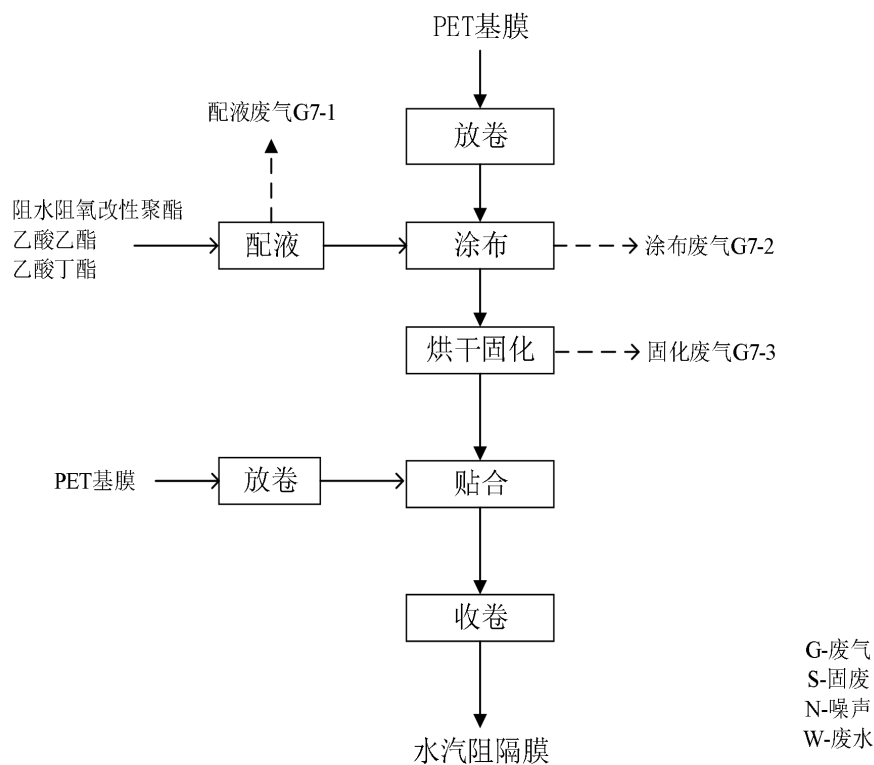 PET基膜
配液废气G7-1
放卷
阻水阻氧改性聚酯
乙酸乙酯
乙酸丁酯
配液
涂布
涂布废气G7-2
烘干固化
固化废气G7-3
PET基膜
放卷
贴合
收卷
G-废气
S-固废
N-噪声
W-废水
水汽阻隔膜